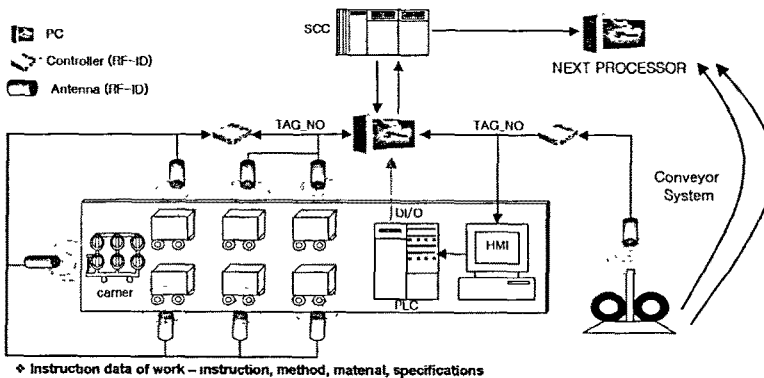 PC
Controller (RF-ID)
Antenna (RF-ID)
SCC
NEXT PROCESSOR
TAG_NO
TAG_NO
Conveyor
System
DI/O
HMI
PLC
carrier
❖ Instruction data of work – instruction, method, material, specifications